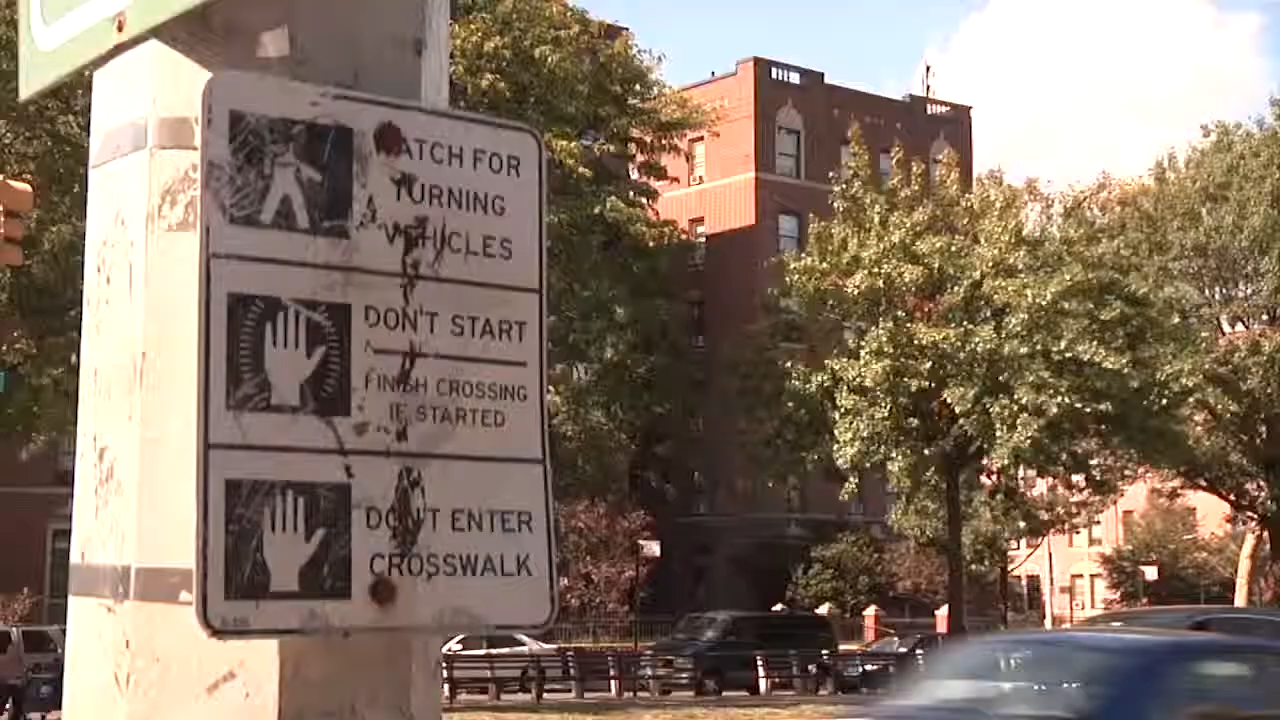 WATCH FOR
TURNING
VEHICLES
DON'T START
FINISH CROSSING
IF STARTED
DON'T ENTER
CROSSWALK